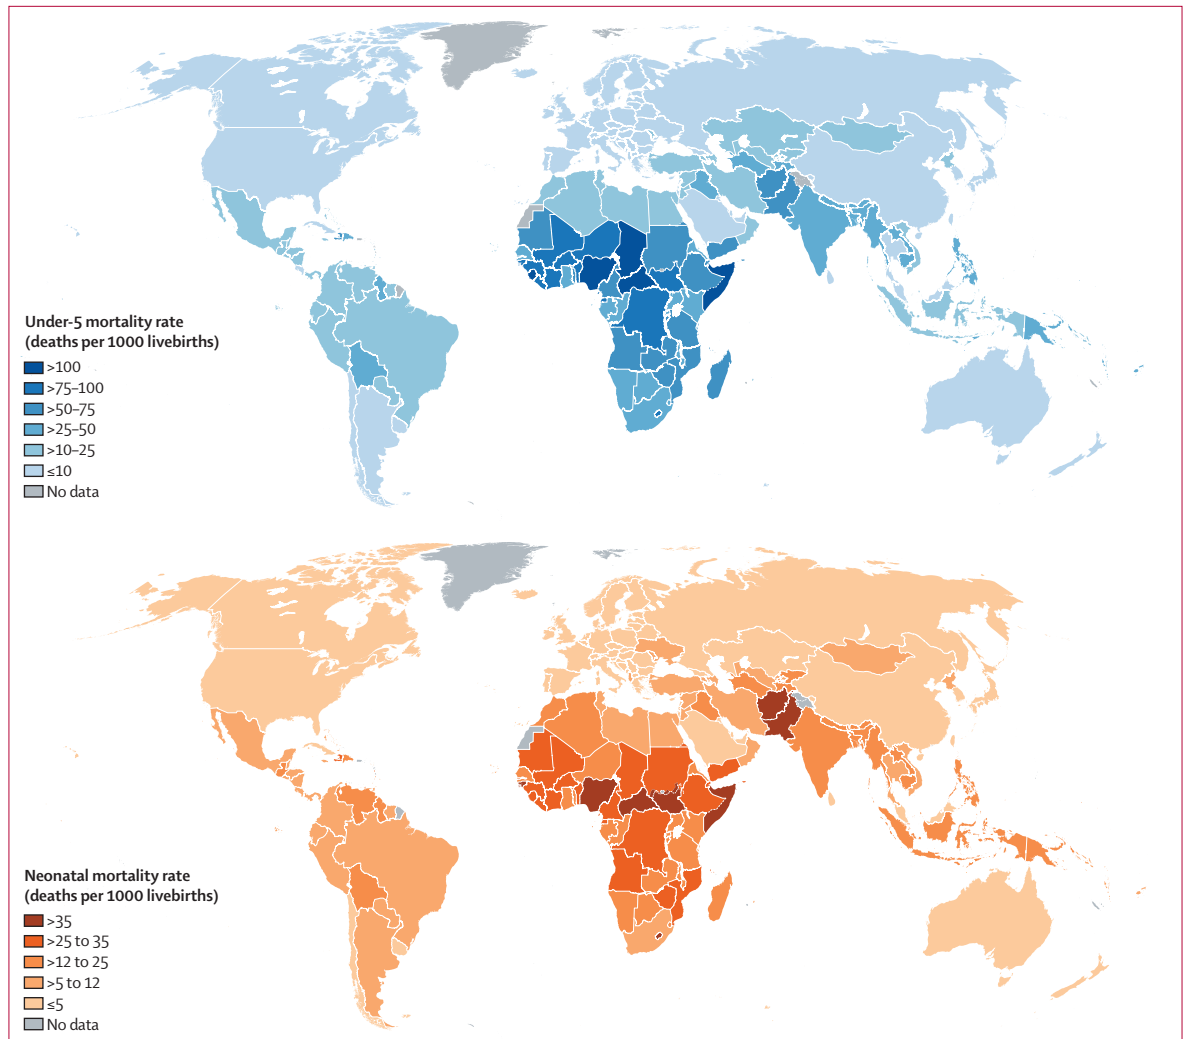 Under-5 mortality rate
(deaths per 1000 livebirths)
>100
>75–100
>50–75
>25–50
>10–25
≤10
No data
Neonatal mortality rate
(deaths per 1000 livebirths)
>35
>25 to 35
>12 to 25
>5 to 12
≤5
No data